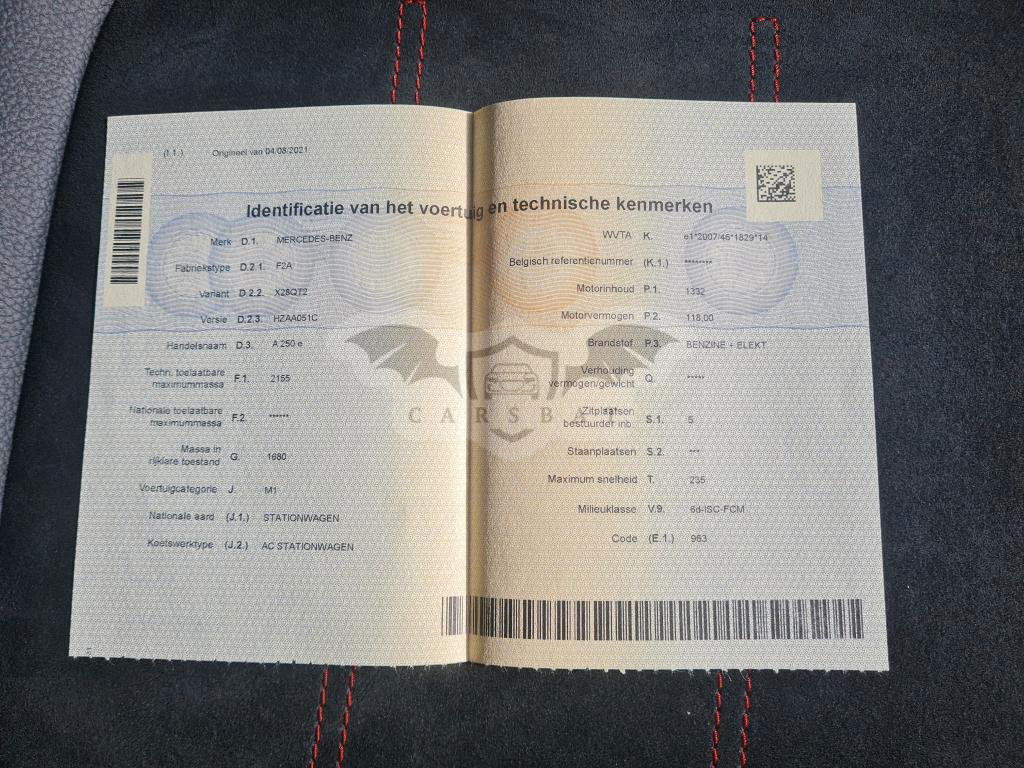 (I.1.) Origineel van 04/08/2021
Identificatie van het voertuig en technische kenmerken
Merk D.1. MERCEDES-BENZ
Fabriekstype D.2.1. F2A
Variant D.2.2. X28QT2
Versie D.2.3. HZAA051C
Handelsnaam D.3. A 250 e
Techn. toelaatbare
maximummassa F.1. 2155
Nationale toelaatbare
maximummassa F.2. ******
Massa in
rijklare toestand G. 1680
Voertuigcategorie J. M1
Nationale aard (J.1.) STATIONWAGEN
Koetswerktype (J.2.) AC STATIONWAGEN
WVTA K. e1*2007/46*1829*14
Belgisch referentienummer (K.1.) ********
Motorinhoud P.1. 1332
Motorvermogen P.2. 118,00
Brandstof P.3. BENZINE + ELEKT
Verhouding
vermogen/gewicht Q. *****
Zitplaatsen
bestuurder inb. S.1. 5
Staanplaatsen S.2. ***
Maximum snelheid T. 235
Milieuklasse V.9. 6d-ISC-FCM
Code (E.1.) 963